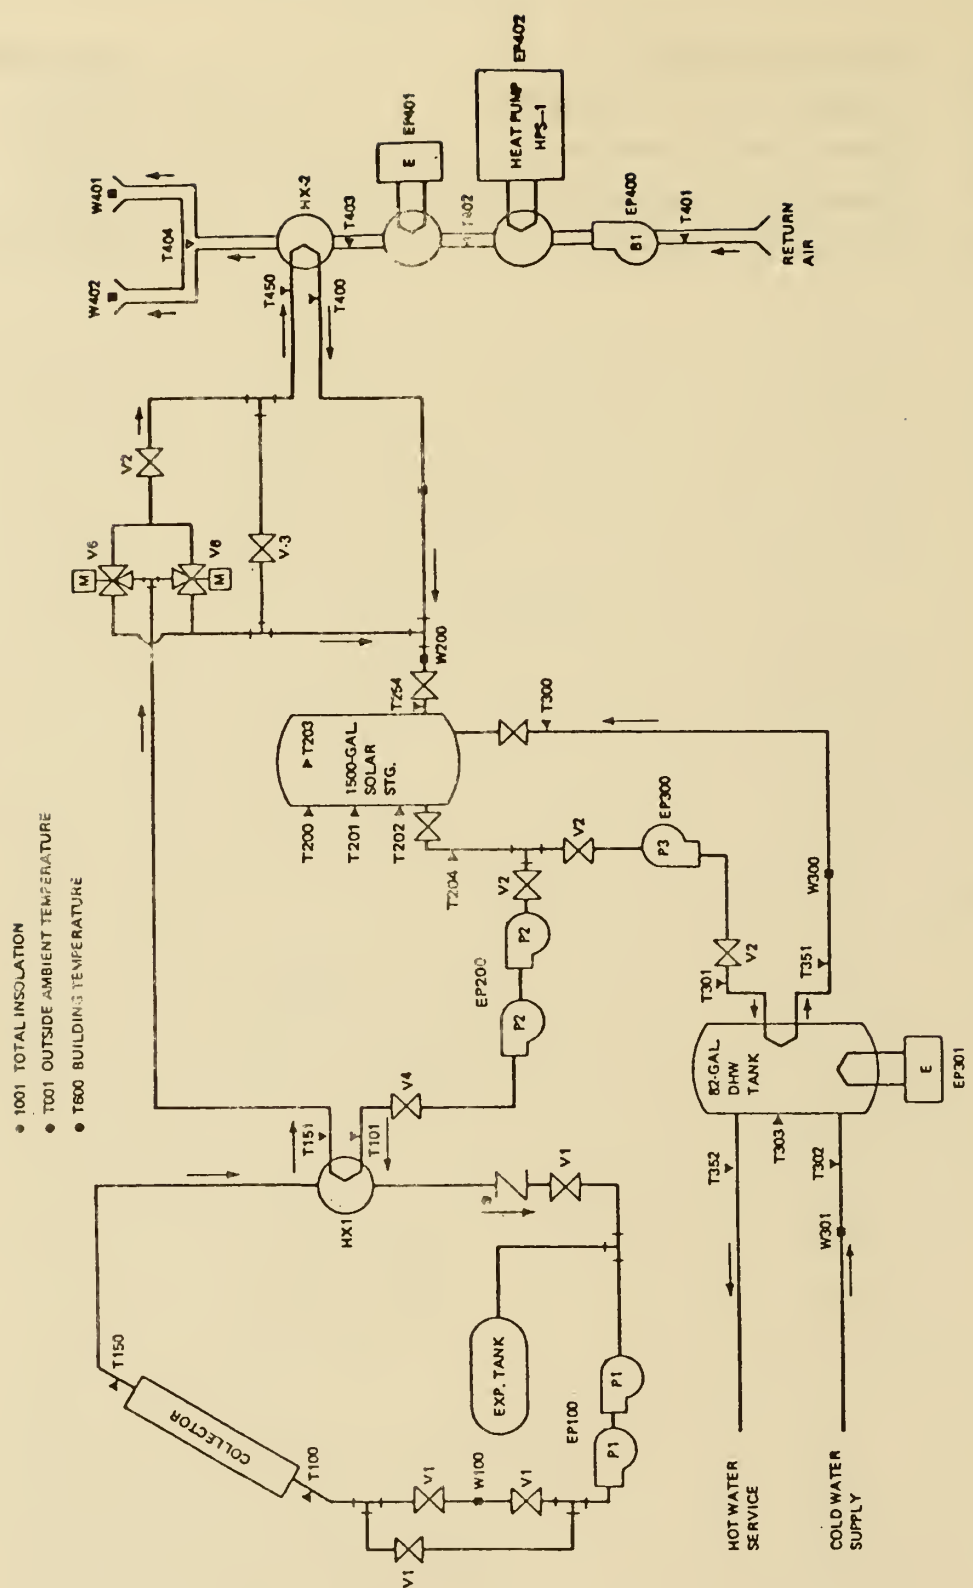 ● I001 TOTAL INSOLATION
● T001 OUTSIDE AMBIENT TEMPERATURE
● T600 BUILDING TEMPERATURE
COLLECTOR
T150
T100
V1
V1
W100
V1
EP100
P1
P1
EXP. TANK
HX1
T151
T101
V1
V4
EP200
P2
P2
V2
T204
T200
T201
T202
T203
1500-GAL.
SOLAR
STG.
T254
W200
V6
M
V8
M
V2
V-3
T450
T400
HX-2
W402
W401
T404
T403
E
EP401
T402
HEAT PUMP
HPS-1
EP402
EP400
B1
T401
RETURN
AIR
T300
V2
P3
EP300
V2
T301
T351
W300
82-GAL.
DHW
TANK
E
EP301
T352
T303
T302
W301
HOT WATER
SERVICE
COLD WATER
SUPPLY